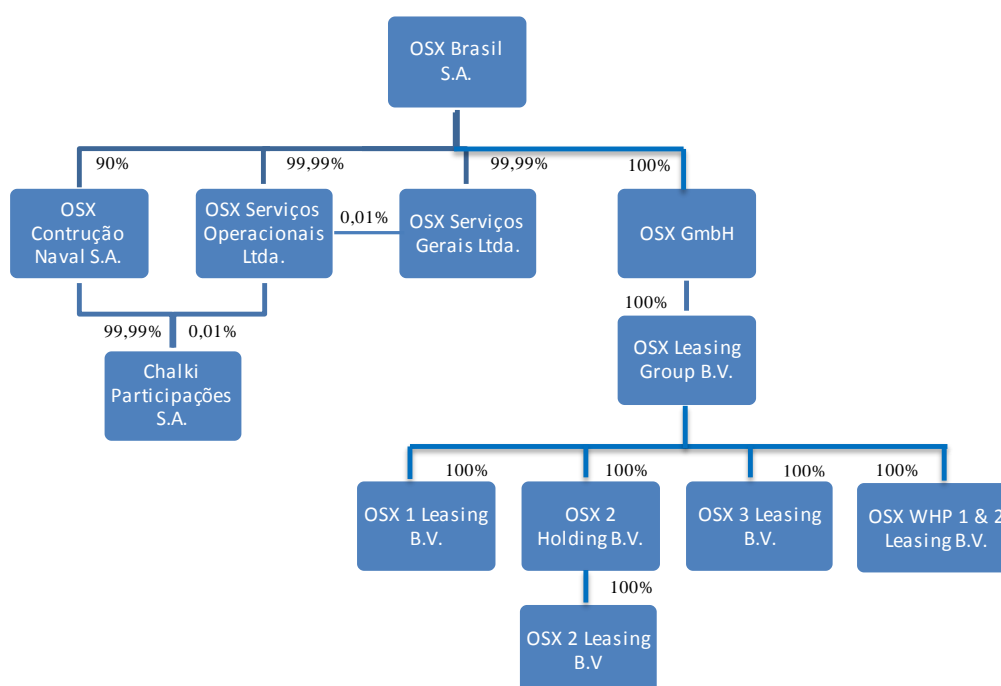 OSX Brasil
S.A.
90%
99,99%
99,99%
100%
OSX
Contrução
Naval S.A.
OSX Serviços
Operacionais
Ltda.
0,01%
OSX Serviços
Gerais Ltda.
OSX GmbH
100%
99,99%
0,01%
OSX Leasing
Group B.V.
Chalki
Participações
S.A.
100%
100%
100%
100%
OSX 1 Leasing
B.V.
OSX 2
Holding B.V.
OSX 3 Leasing
B.V.
OSX WHP 1 & 2
Leasing B.V.
100%
OSX 2 Leasing
B.V